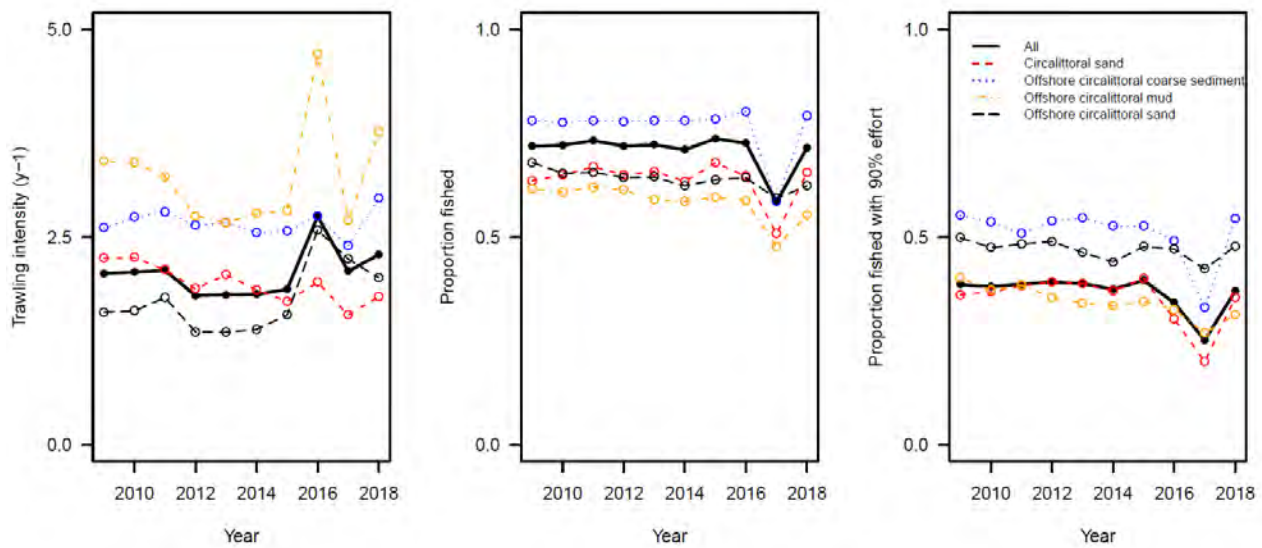 5.0
2.5
0.0
Trawling intensity (y−1)
2010 2012 2014 2016 2018
Year
1.0
0.5
0.0
Proportion fished
2010 2012 2014 2016 2018
Year
1.0
0.5
0.0
Proportion fished with 90% effort
All
Circalittoral sand
Offshore circalittoral coarse sediment
Offshore circalittoral mud
Offshore circalittoral sand
2010 2012 2014 2016 2018
Year